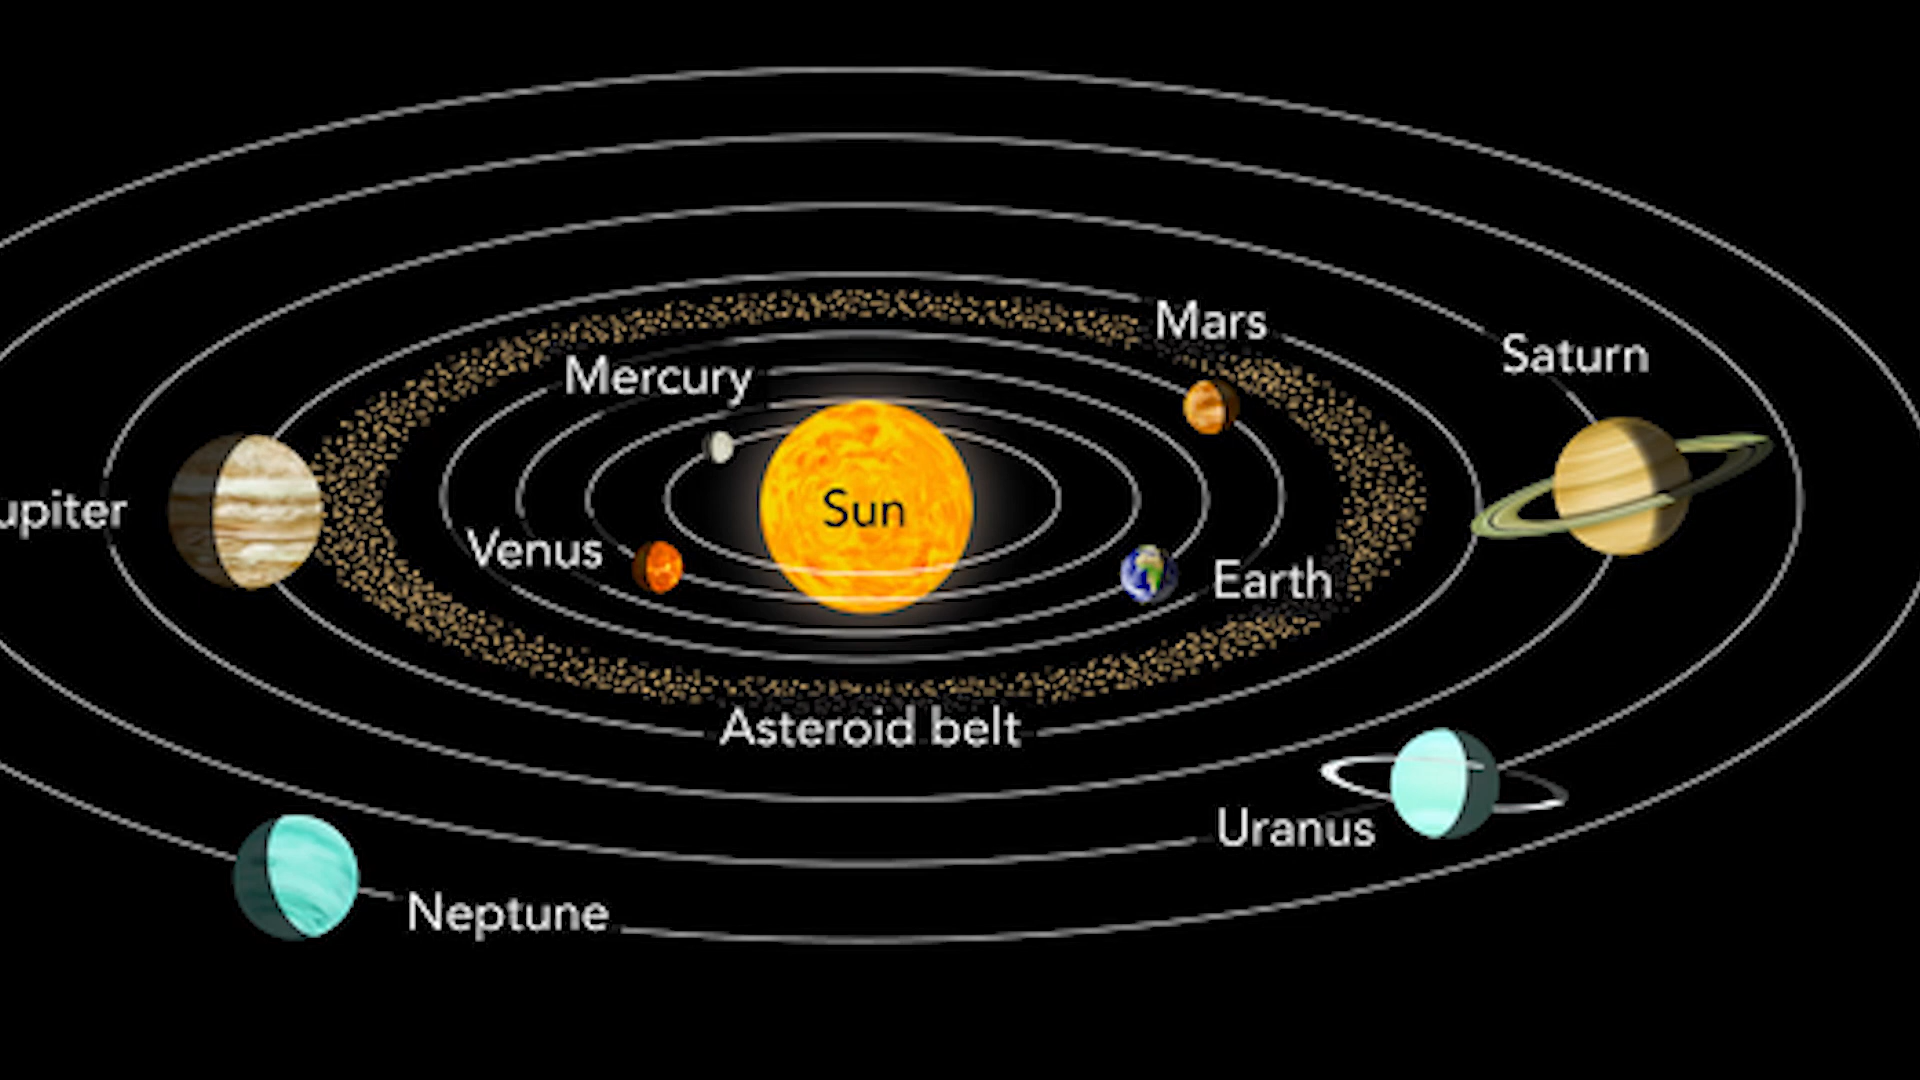 Mars
Saturn
Mercury
Sun
upiter
Venus
Earth
Asteroid belt
Uranus
Neptune